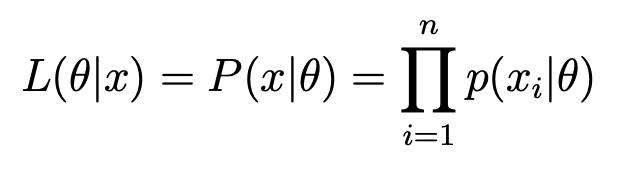 L(θ|x) = P(x|θ) = ∏_{i=1}^{n} p(x_i|θ)